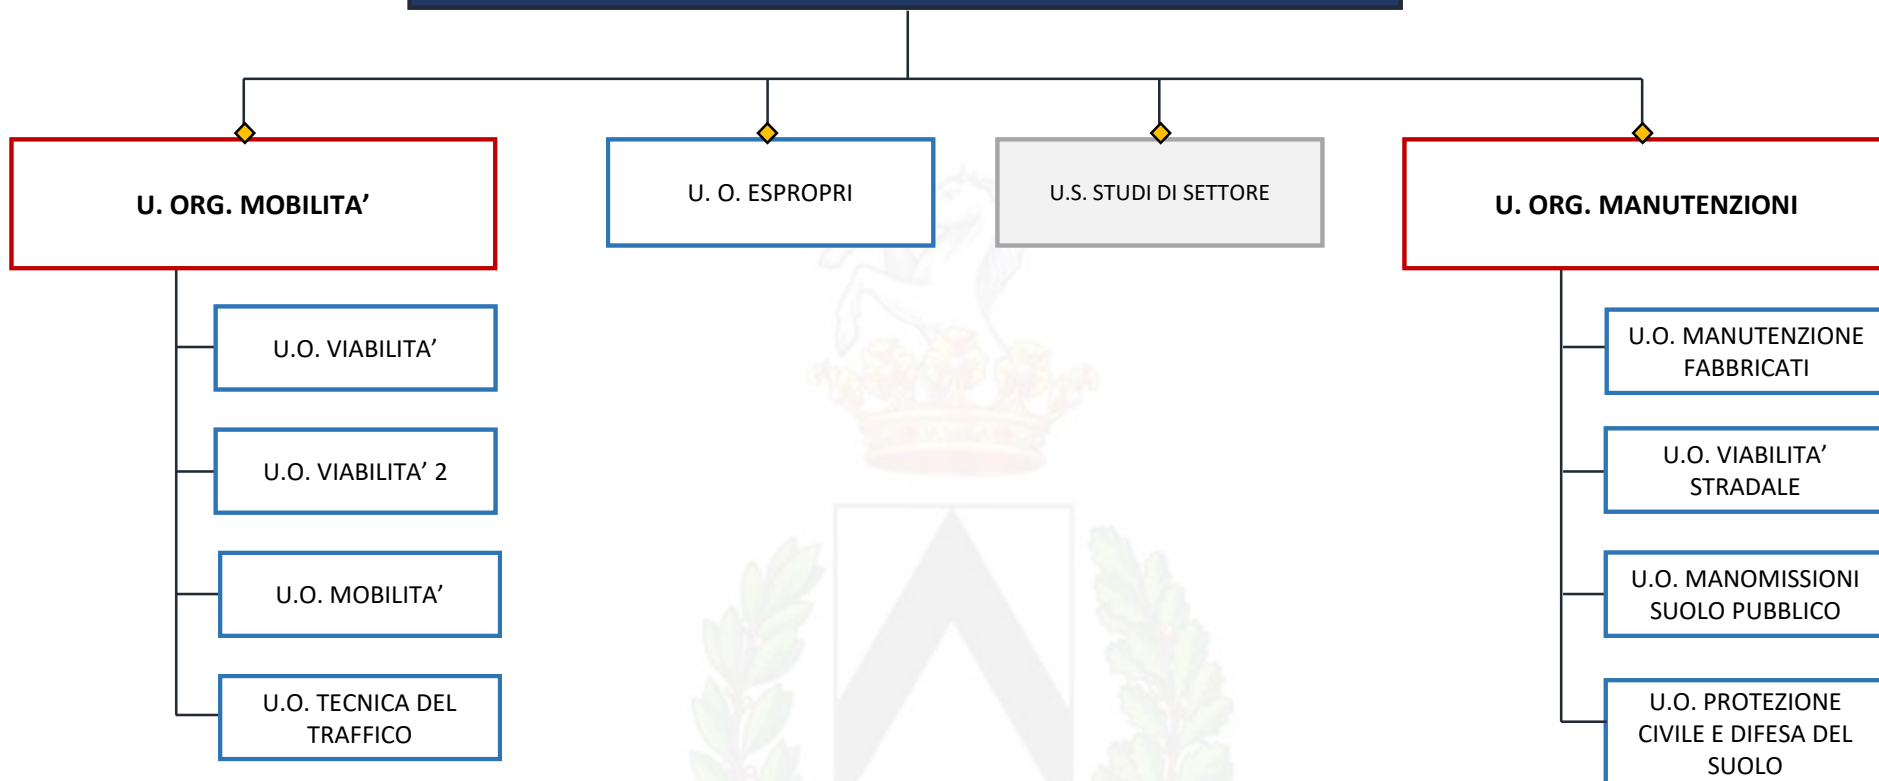 U. ORG. MOBILITA’
U. O. ESPROPRI
U.S. STUDI DI SETTORE
U. ORG. MANUTENZIONI
U.O. VIABILITA’
U.O. VIABILITA’ 2
U.O. MOBILITA’
U.O. TECNICA DEL
TRAFFICO
U.O. MANUTENZIONE
FABBRICATI
U.O. VIABILITA’
STRADALE
U.O. MANOMISSIONI
SUOLO PUBBLICO
U.O. PROTEZIONE
CIVILE E DIFESA DEL
SUOLO